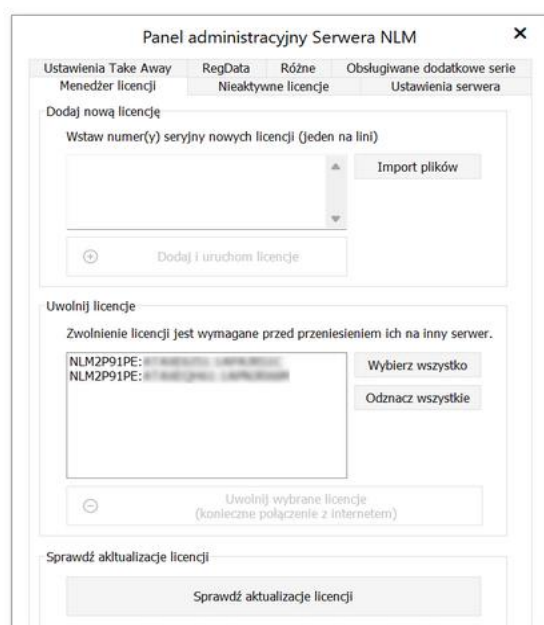 Panel administracyjny Serwera NLM
Ustawienia Take Away RegData Różne Obsługiwane dodatkowe serie
Menedżer licencji Nieaktywne licencje Ustawienia serwera
Dodaj nową licencję
Wstaw numer(y) seryjny nowych licencji (jeden na lini)
Import plików
Dodaj i uruchom licencje
Uwolnij licencje
Zwolnienie licencji jest wymagane przed przeniesieniem ich na inny serwer.
NLM2P91PE:
NLM2P91PE:
Wybierz wszystko
Odznacz wszystkie
Uwolnij wybrane licencje
(konieczne połączenie z internetem)
Sprawdź akltualizacje licencji
Sprawdź aktualizacje licencji